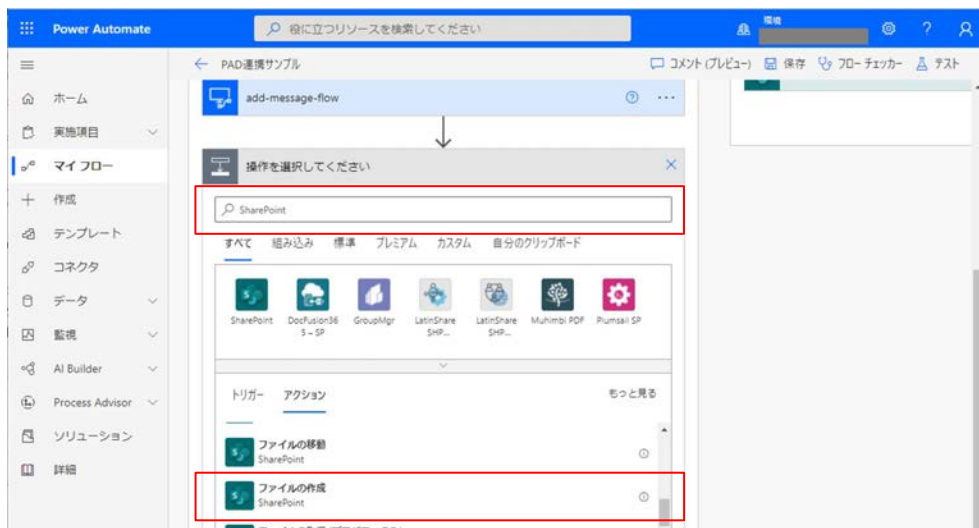 Power Automate
役に立つリソースを検索してください
環境
PAD連携サンプル
コメント (プレビュー)
保存
フロー チェッカー
テスト
ホーム
実施項目
マイ フロー
作成
テンプレート
コネクタ
データ
監視
AI Builder
Process Advisor
ソリューション
詳細
add-message-flow
操作を選択してください
SharePoint
すべて
組み込み
標準
プレミアム
カスタム
自分のクリップボード
SharePoint
DocFusion36
5 – SP
GroupMgr
LatinShare
SHP...
LatinShare
SHP...
Muhimbi PDF
Plumsail SP
トリガー
アクション
もっと見る
ファイルの移動
SharePoint
ファイルの作成
SharePoint